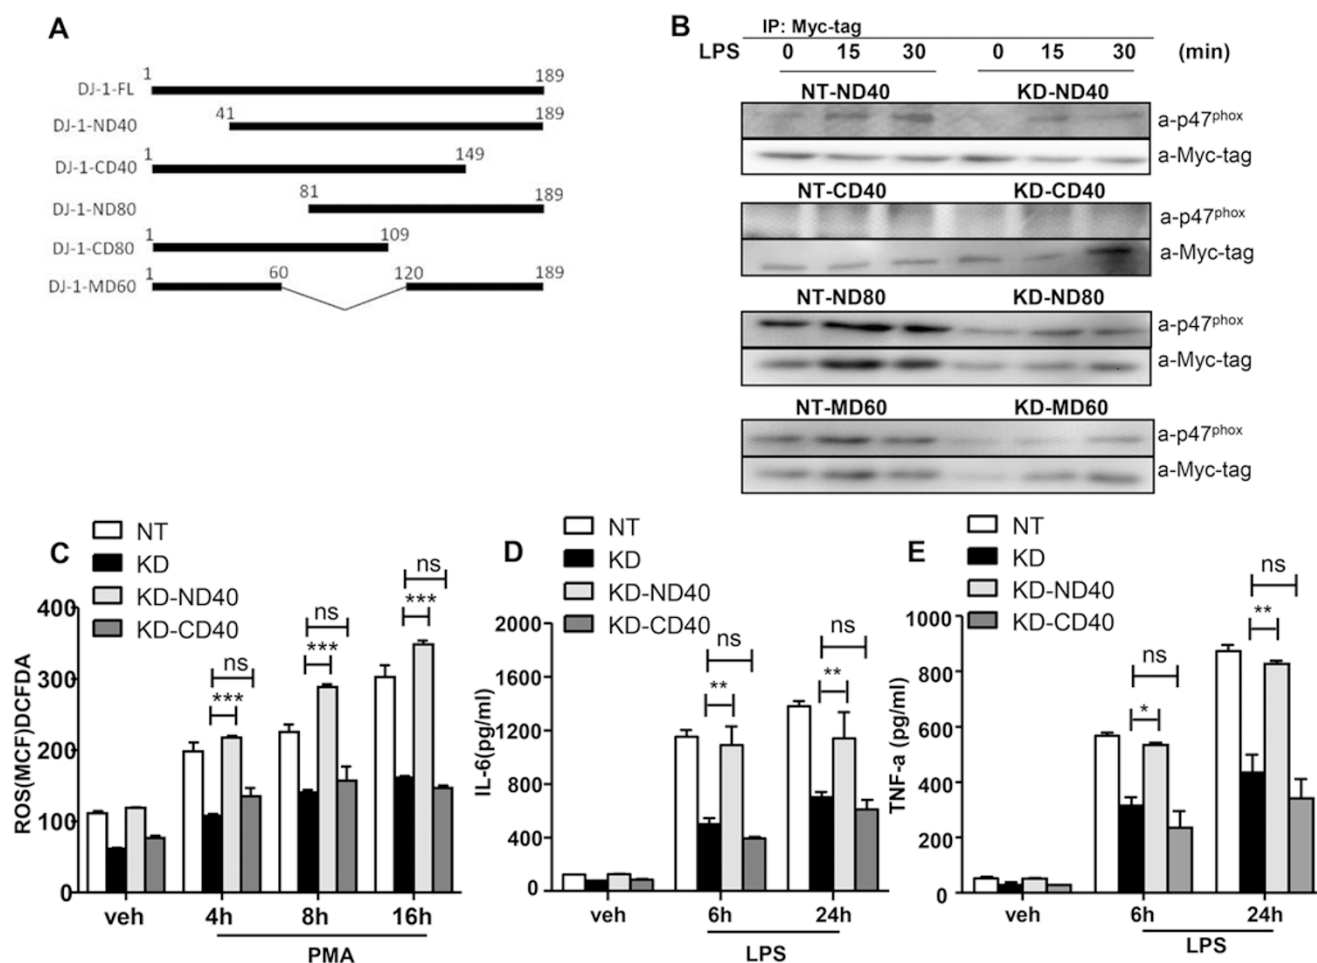 A
1 189
DJ-1-FL
41 189
DJ-1-ND40
1 149
DJ-1-CD40
81 189
DJ-1-ND80
1 109
DJ-1-CD80
1 60 120 189
DJ-1-MD60
B
IP: Myc-tag
LPS 0 15 30 0 15 30 (min)
NT-ND40 KD-ND40
a-p47phox
a-Myc-tag
NT-CD40 KD-CD40
a-p47phox
a-Myc-tag
NT-ND80 KD-ND80
a-p47phox
a-Myc-tag
NT-MD60 KD-MD60
a-p47phox
a-Myc-tag
C
NT
KD
KD-ND40
KD-CD40
ROS(MCF)DCFDA
400
300
200
100
0
ns
***
ns
***
ns
***
veh 4h 8h 16h
PMA
D
NT
KD
KD-ND40
KD-CD40
IL-6(pg/ml)
2000
1600
1200
800
400
0
ns
**
ns
**
veh 6h 24h
LPS
E
NT
KD
KD-ND40
KD-CD40
TNF-a (pg/ml)
1000
800
600
400
200
0
ns
*
ns
**
veh 6h 24h
LPS